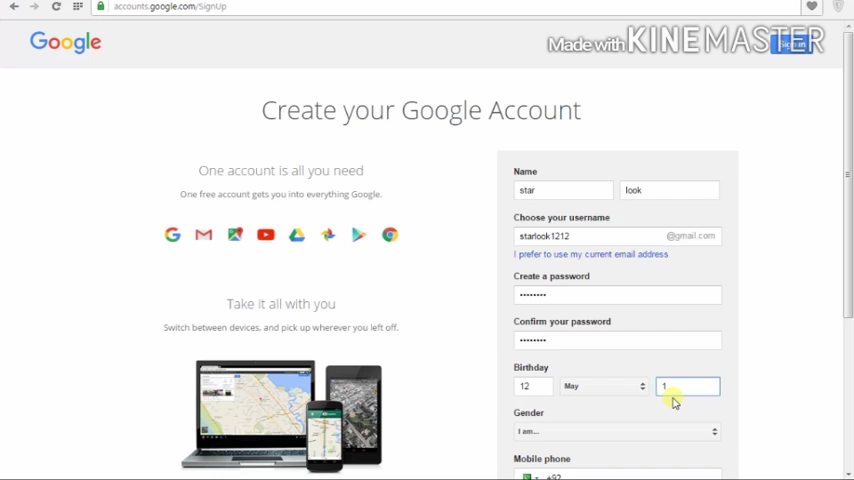 accounts.google.com/SignUp
Google
Made with KINEMASTER
Sign in
Create your Google Account
One account is all you need
One free account gets you into everything Google.
Take it all with you
Switch between devices, and pick up wherever you left off.
Name
star look
Choose your username
starlook1212 @gmail.com
I prefer to use my current email address
Create a password
••••••••
Confirm your password
••••••••
Birthday
12 May 1
Gender
I am...
Mobile phone
+92